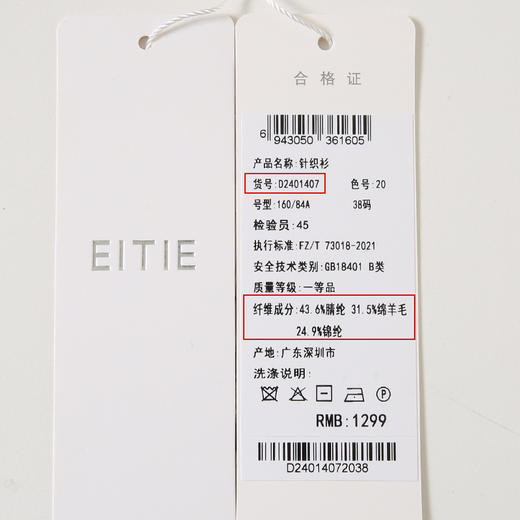 EITIE
合格证
6 943050 361605
产品名称:针织衫
货号:D2401407 色号:20
号型:160/84A 38码
检验员:45
执行标准:FZ/T 73018-2021
安全技术类别:GB18401 B类
质量等级:一等品
纤维成分:43.6%腈纶 31.5%绵羊毛
24.9%锦纶
产地:广东深圳市
洗涤说明:
P
RMB:1299
D24014072038